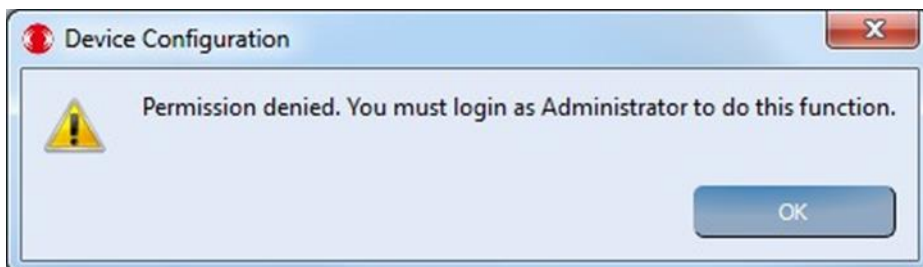 Device Configuration
Permission denied. You must login as Administrator to do this function.
OK